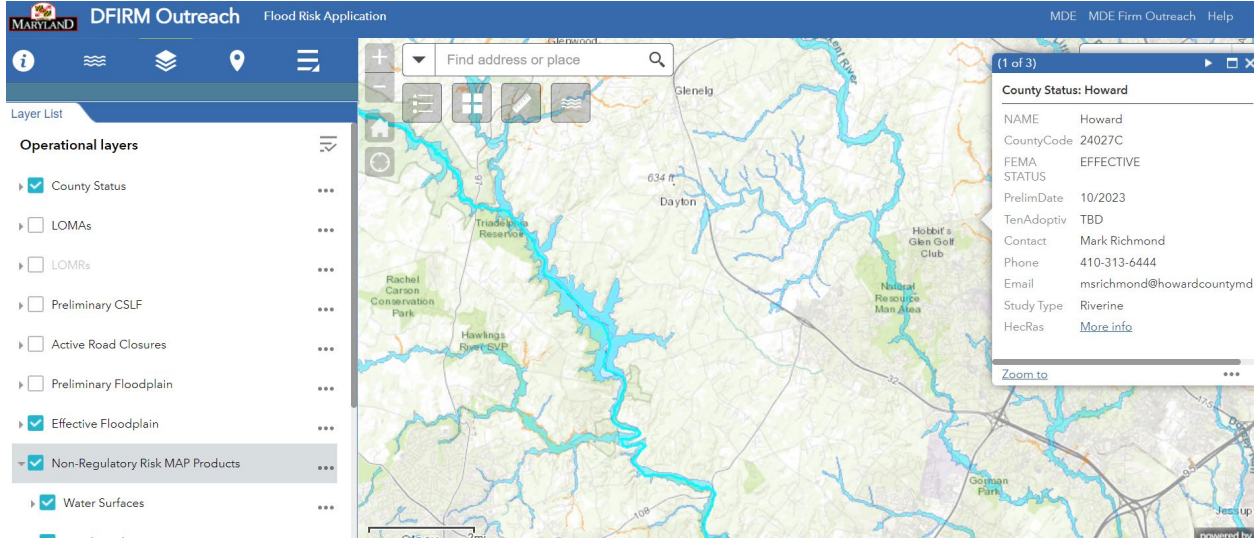 MARYLAND
DFIRM Outreach
Flood Risk Application
MDE
MDE Firm Outreach
Help
Layer List
Operational layers
County Status
LOMAs
LOMRs
Preliminary CSLF
Active Road Closures
Preliminary Floodplain
Effective Floodplain
Non-Regulatory Risk MAP Products
Water Surfaces
Find address or place
Glenwood
Glenelg
97
634 ft
Dayton
Triadelphia
Reservoir
Rachel
Carson
Conservation
Park
Hawlings
River SVP
Hobbit's
Glen Golf
Club
Natural
Resource
Man Area
32
108
Gorman
Park
175
95
Jessup
2mi
powered by
(1 of 3)
County Status: Howard
NAME Howard
CountyCode 24027C
FEMA STATUS EFFECTIVE
PrelimDate 10/2023
TenAdoptiv TBD
Contact Mark Richmond
Phone 410-313-6444
Email msrichmond@howardcountymd
Study Type Riverine
HecRas More info
Zoom to